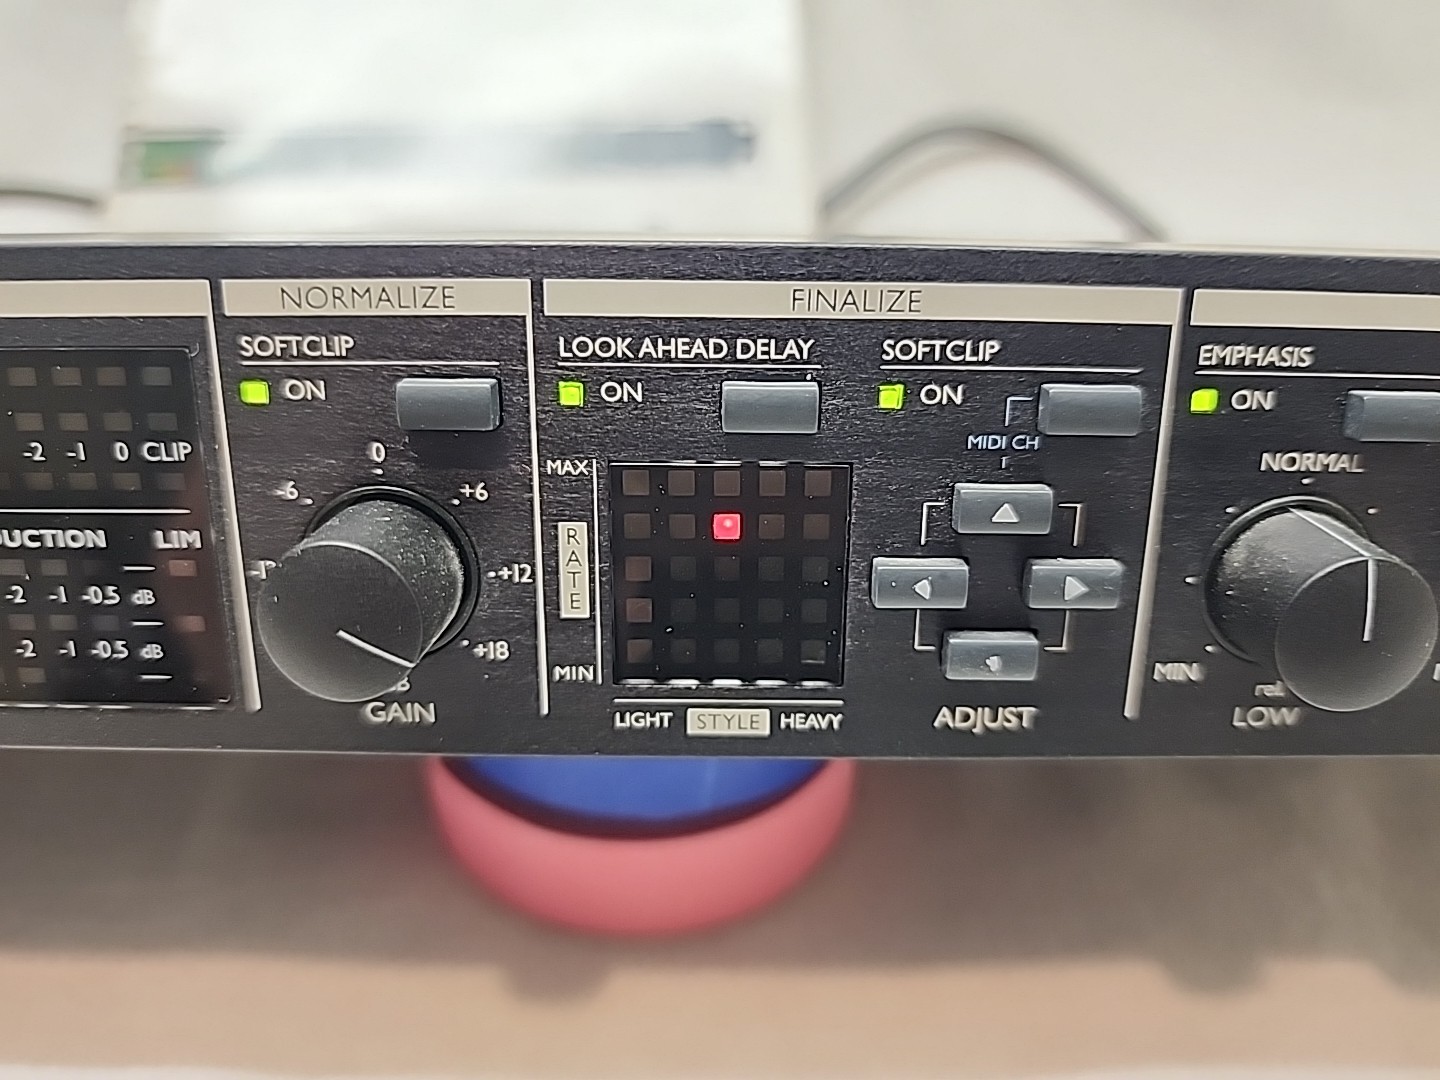 NORMALIZE
FINALIZE
SOFTCLIP
ON
LOOK AHEAD DELAY
ON
SOFTCLIP
ON
MIDI CH
EMPHASIS
ON
NORMAL
-2 -1 0 CLIP
LIM
-2 -1 -0.5 dB
-2 -1 -0.5 dB
0
-6
+6
+12
+18
GAIN
MAX
RATE
MIN
LIGHT STYLE HEAVY
ADJUST
MIN
LOW